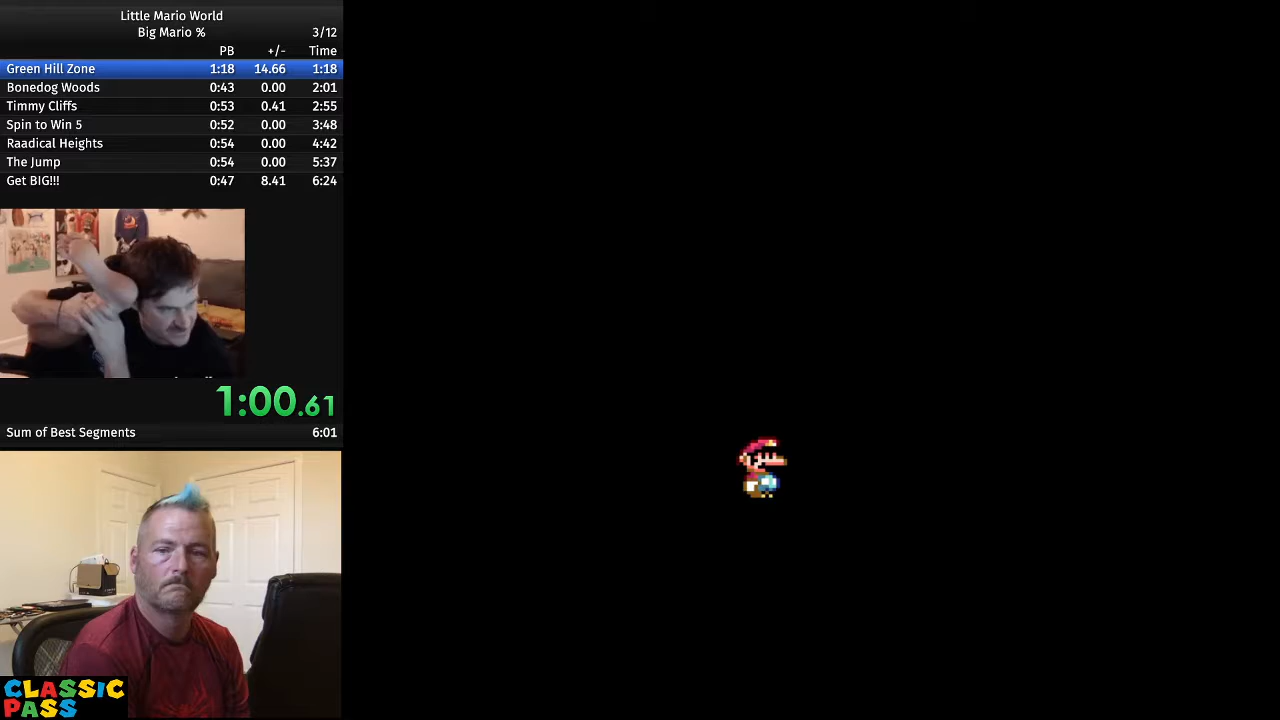 Little Mario World
Big Mario %
3/12
PB +/- Time
Green Hill Zone 1:18 14.66 1:18
Bonedog Woods 0:43 0.00 2:01
Timmy Cliffs 0:53 0.41 2:55
Spin to Win 5 0:52 0.00 3:48
Raadical Heights 0:54 0.00 4:42
The Jump 0:54 0.00 5:37
Get BIG!!! 0:47 8.41 6:24
1:00.61
Sum of Best Segments 6:01
CLASSIC
PASS